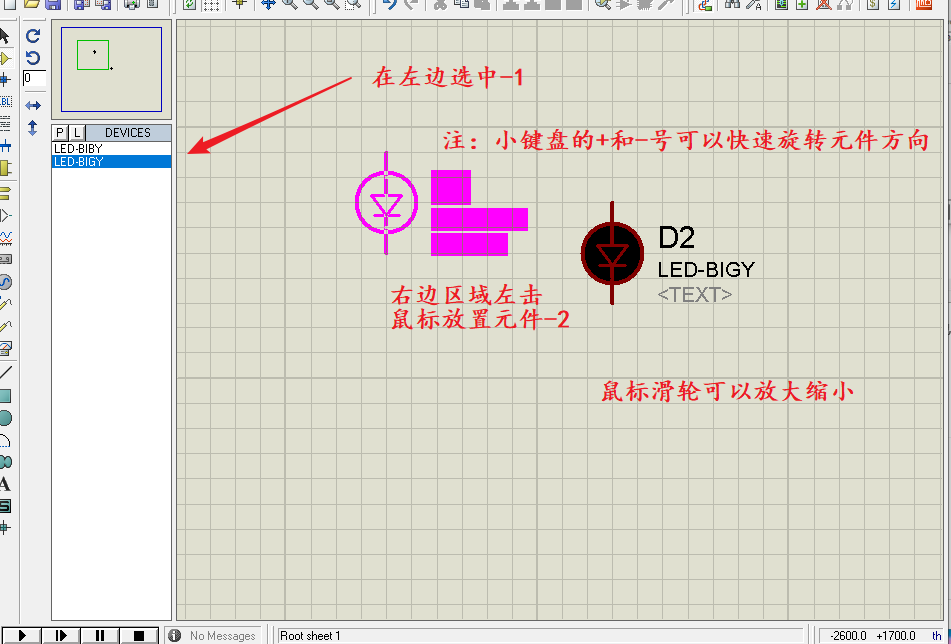 0
在左边选中-1
P L DEVICES
LED-BIBY
LED-BIGY
注：小键盘的+和-号可以快速旋转元件方向
D2
LED-BIGY
<TEXT>
右边区域左击
鼠标放置元件-2
鼠标滑轮可以放大缩小
A
S
No Messages
Root sheet 1
-2600.0 +1700.0 th